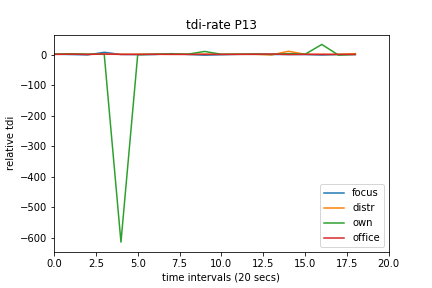 tdi-rate P13
relative tdi
0
−100
−200
−300
−400
−500
−600
focus
distr
own
office
0.0 2.5 5.0 7.5 10.0 12.5 15.0 17.5 20.0
time intervals (20 secs)